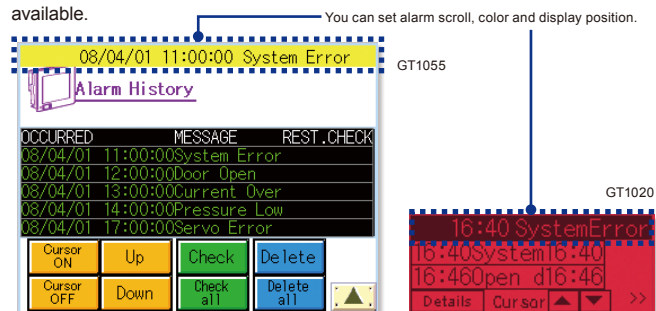 available.
You can set alarm scroll, color and display position.
08/04/01 11:00:00 System Error
GT1055
Alarm History
OCCURRED MESSAGE REST.CHECK
08/04/01 11:00:00System Error
08/04/01 12:00:00Door Open
08/04/01 13:00:00Current Over
08/04/01 14:00:00Pressure Low
08/04/01 17:00:00Servo Error
Cursor ON Up Check Delete
Cursor OFF Down Check all Delete all
GT1020
16:40 SystemError
16:40System16:40
16:46Open d16:46
Details Cursor ▲ ▼ >>